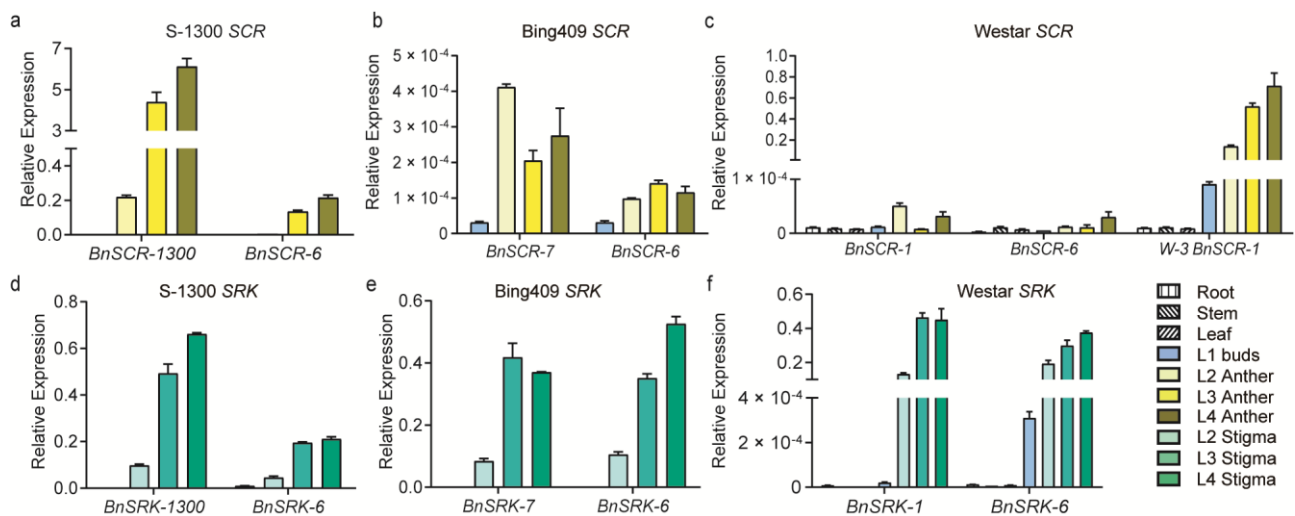 a
S-1300 SCR
Relative Expression
7
5
3
0.4
0.2
0.0
BnSCR-1300
BnSCR-6
b
Bing409 SCR
Relative Expression
5 × 10⁻⁴
4 × 10⁻⁴
3 × 10⁻⁴
2 × 10⁻⁴
1 × 10⁻⁴
0
BnSCR-7
BnSCR-6
c
Westar SCR
Relative Expression
1.0
0.8
0.6
0.4
0.2
1 × 10⁻⁴
0
BnSCR-1
BnSCR-6
W-3 BnSCR-1
d
S-1300 SRK
Relative Expression
0.8
0.6
0.4
0.2
0.0
BnSRK-1300
BnSRK-6
e
Bing409 SRK
Relative Expression
0.6
0.4
0.2
0.0
BnSRK-7
BnSRK-6
f
Westar SRK
Relative Expression
0.6
0.4
0.2
4 × 10⁻⁴
2 × 10⁻⁴
0
BnSRK-1
BnSRK-6
Root
Stem
Leaf
L1 buds
L2 Anther
L3 Anther
L4 Anther
L2 Stigma
L3 Stigma
L4 Stigma